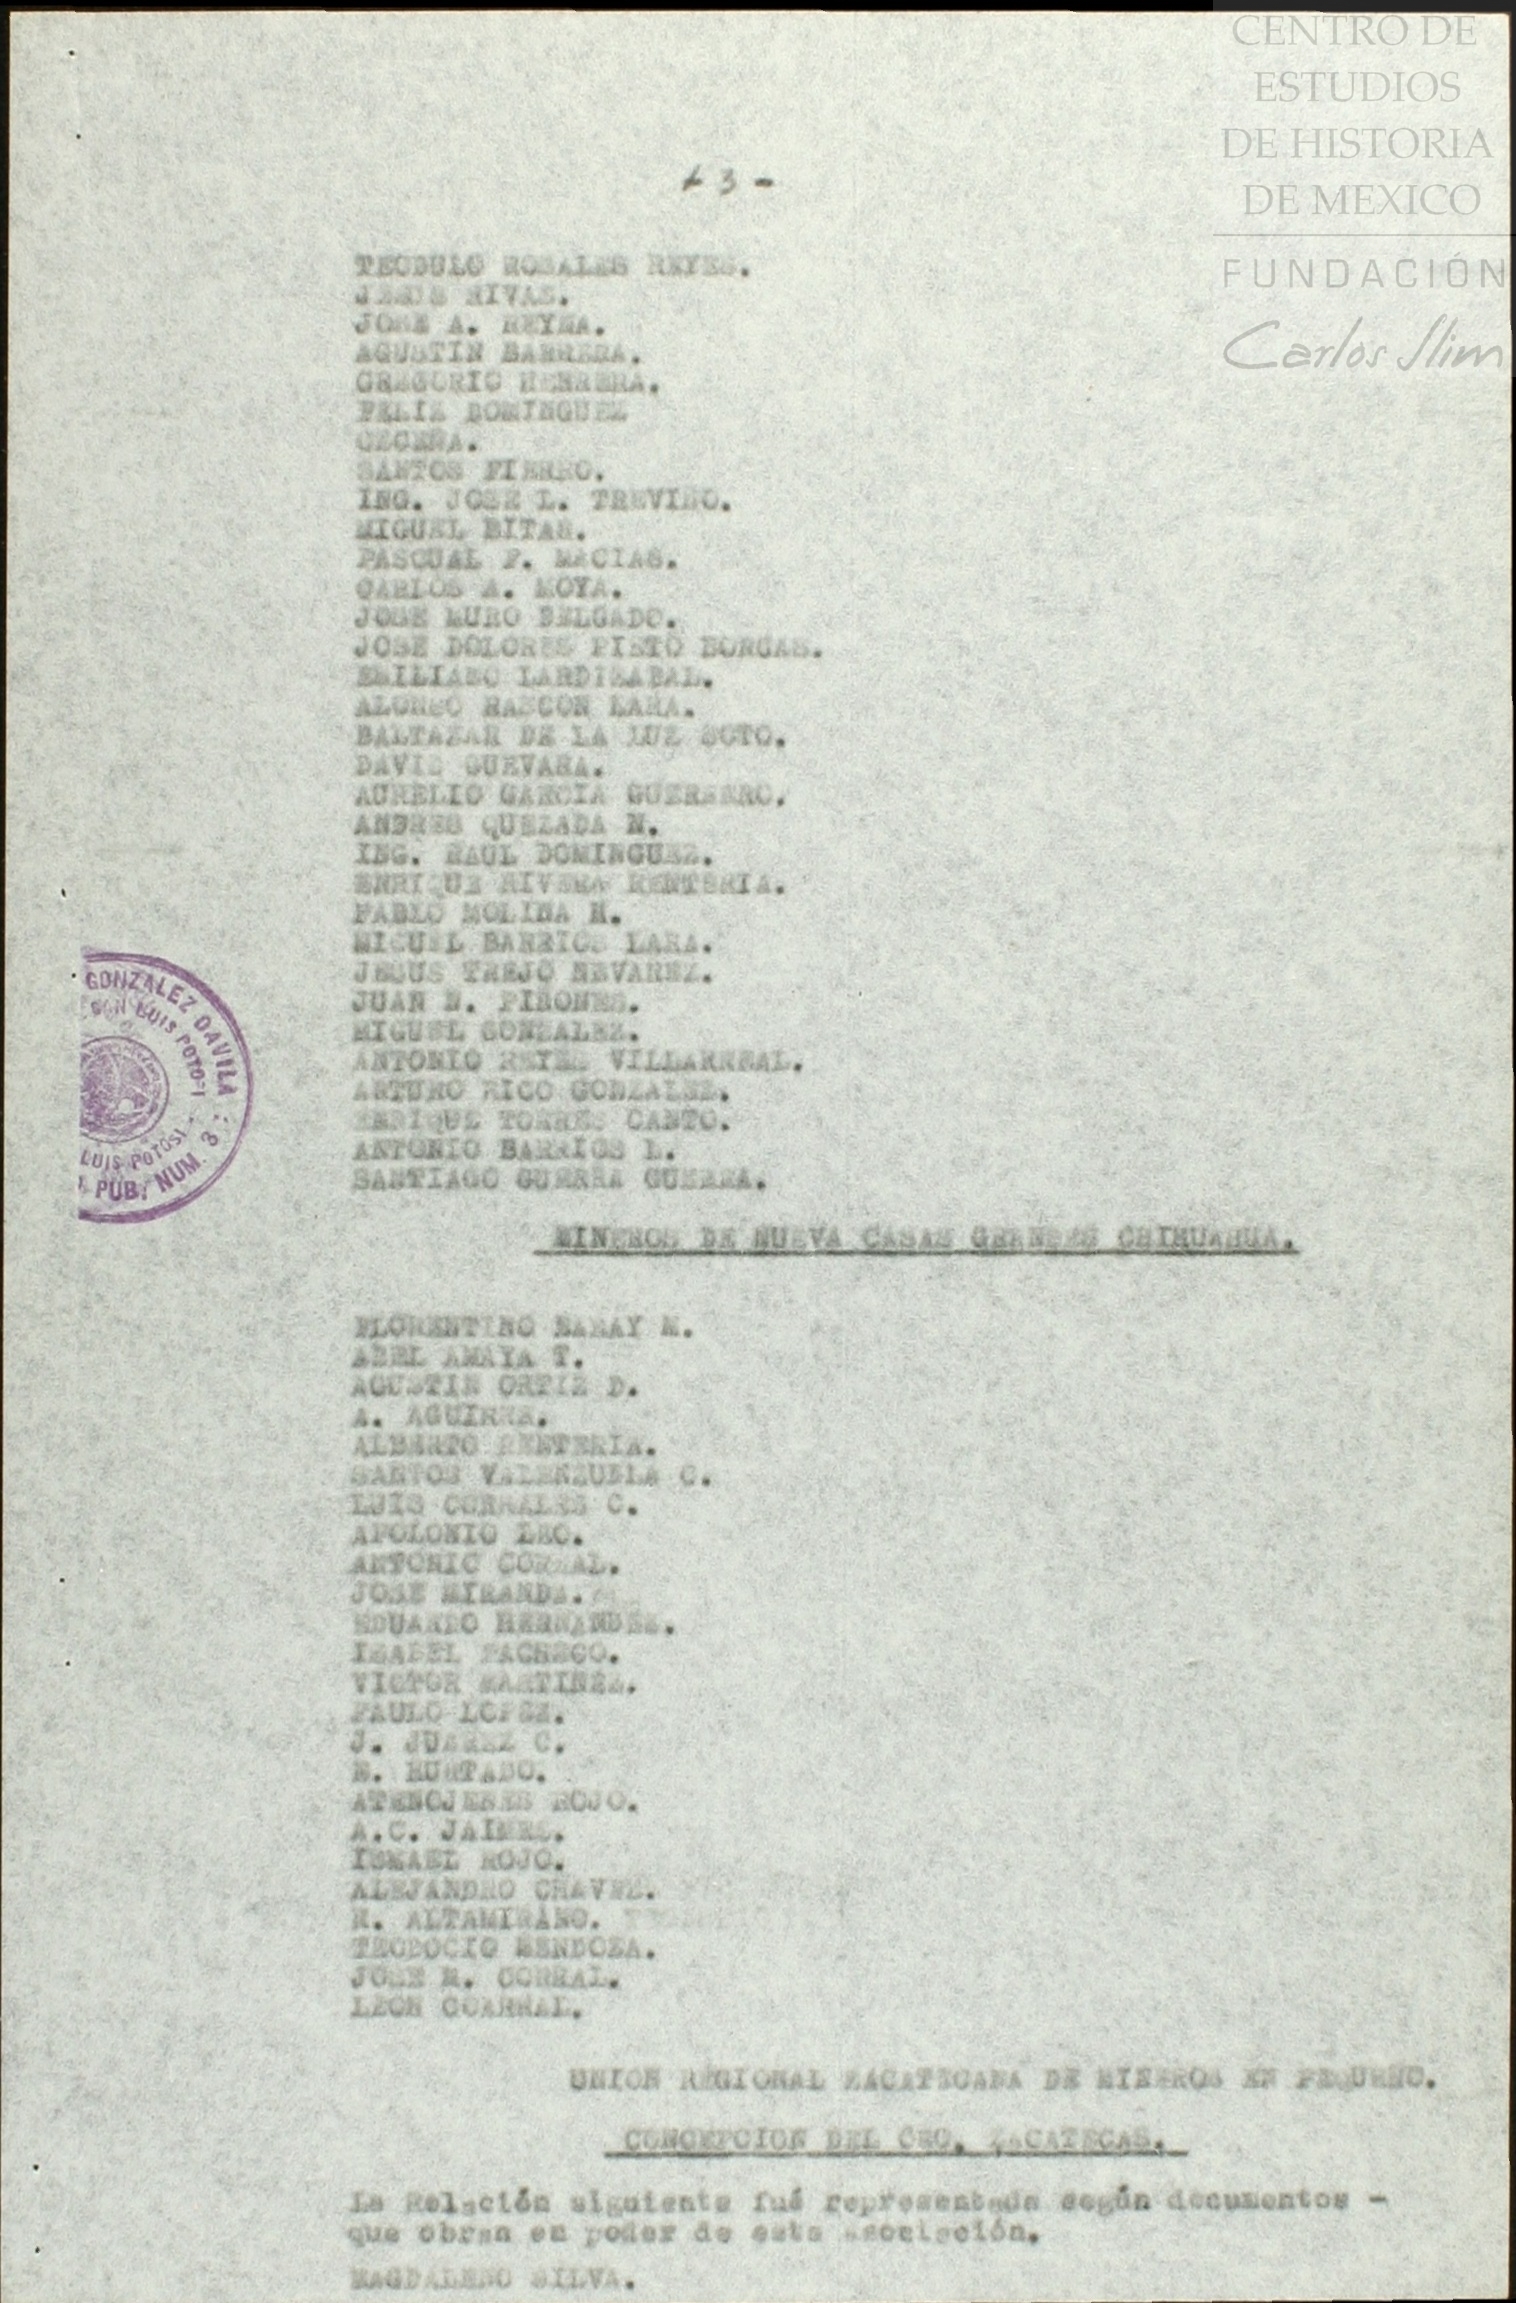 CENTRO DE
ESTUDIOS
DE HISTORIA
DE MEXICO
FUNDACIÓN
Carlos Slim
- 3 -
TEODULO ROSALES REYES.
JESUS RIVAS.
JOSE A. REYNA.
AGUSTIN BARRERA.
GREGORIO HERRERA.
FELIX DOMINGUEZ
CECEÑA.
SANTOS FIERRO.
ING. JOSE L. TREVIÑO.
MIGUEL BITAR.
PASCUAL F. MACIAS.
CARLOS A. MOYA.
JOSE MURO DELGADO.
JOSE DOLORES PINTO
EMILIANO LARDIZABAL.
ALONSO RASCON LARA.
BALTAZAR DE LA LUZ SOTO.
DAVID GUEVARA.
AURELIO GARCIA GUERRERO.
ANDRES QUEZADA N.
ING. RAUL DOMINGUEZ.
ENRIQUE RIVERA RENTERIA.
PABLO MOLINA H.
MIGUEL BARRIOS LARA.
JESUS TREJO NEVAREZ.
JUAN N. PIÑONES.
MIGUEL GONZALEZ.
ANTONIO REYES VILLARREAL.
ARTURO RICO GONZALEZ.
ENRIQUE TORRES CANTO.
ANTONIO BARRIOS L.
SANTIAGO GUERRA GUERRA.
GONZALEZ DAVILA
SAN LUIS POTOSI
LUIS POTOSI
PUB. NUM. 3
MINEROS DE NUEVA CASAS GRANDES CHIHUAHUA.
FLORENTINO GARAY M.
ABEL AMAYA T.
AGUSTIN ORTIZ D.
A. AGUIRRE.
ALBERTO RENTERIA.
SANTOS VALENZUELA C.
LUIS CORRALES C.
APOLONIO
ANTONIO CORRAL.
JOSE MIRANDA.
EDUARDO HERNANDEZ.
ISABEL PACHECO.
VICTOR MARTINEZ.
PAULO LOPEZ.
J. JUAREZ C.
HURTADO.
ATENOJENES ROJO.
A.C. JAIMES.
ISMAEL ROJO.
ALEJANDRO CHAVEZ.
ALTAMIRANO.
TEODOCIO MENDOZA.
JOSE M. CORRAL.
LEON COARRAL.
UNION REGIONAL ZACATECANA DE MINEROS EN PEQUEÑO.
CONCEPCION DEL ORO, ZACATECAS.
La Relación siguiente fué representada según documentos -
que obran en poder de esta asociación.
MAGDALENO SILVA.